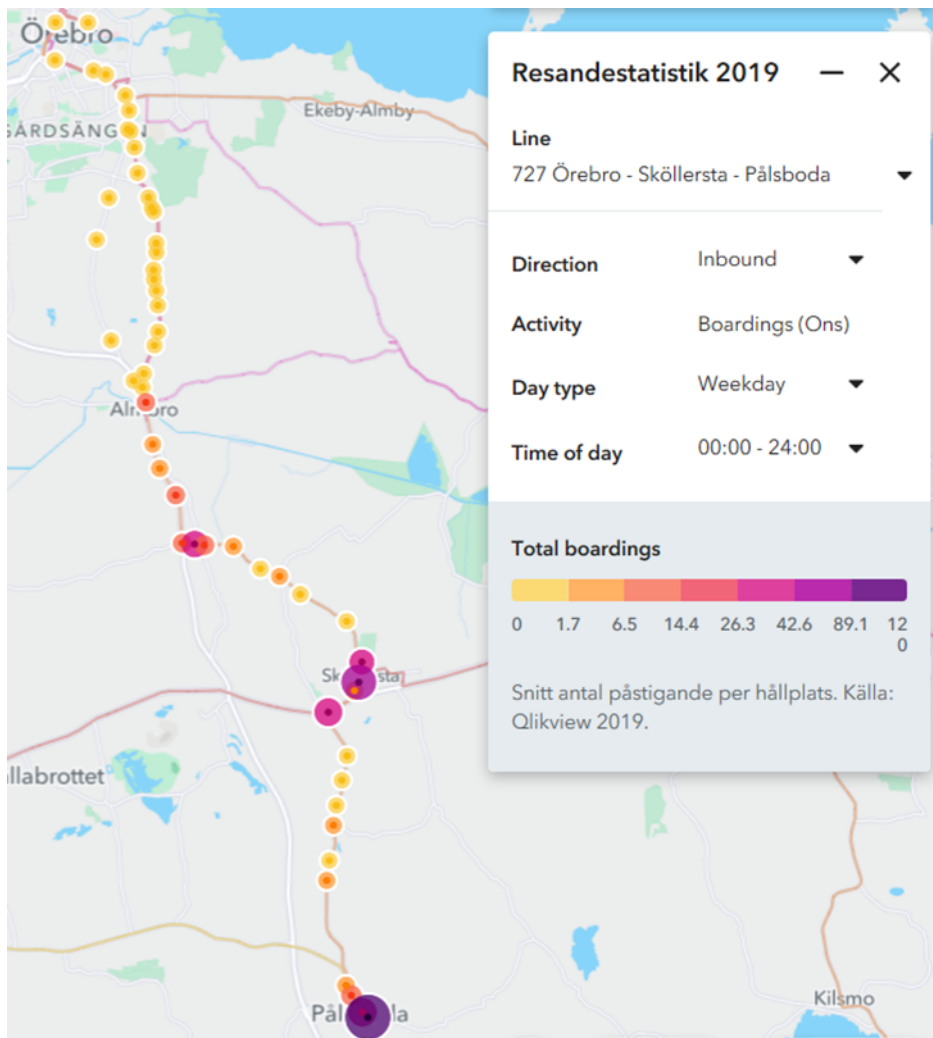 Örebro
Ekeby-Almby
Resandestatistik 2019
Line
727 Örebro - Sköllersta - Pålsboda
Direction
Inbound
Activity
Boardings (Ons)
Day type
Weekday
Time of day
00:00 - 24:00
Total boardings
0 1.7 6.5 14.4 26.3 42.6 89.1 12
0
Snitt antal påstigande per hållplats. Källa:
Qlikview 2019.
llabrottet
Kilsmo